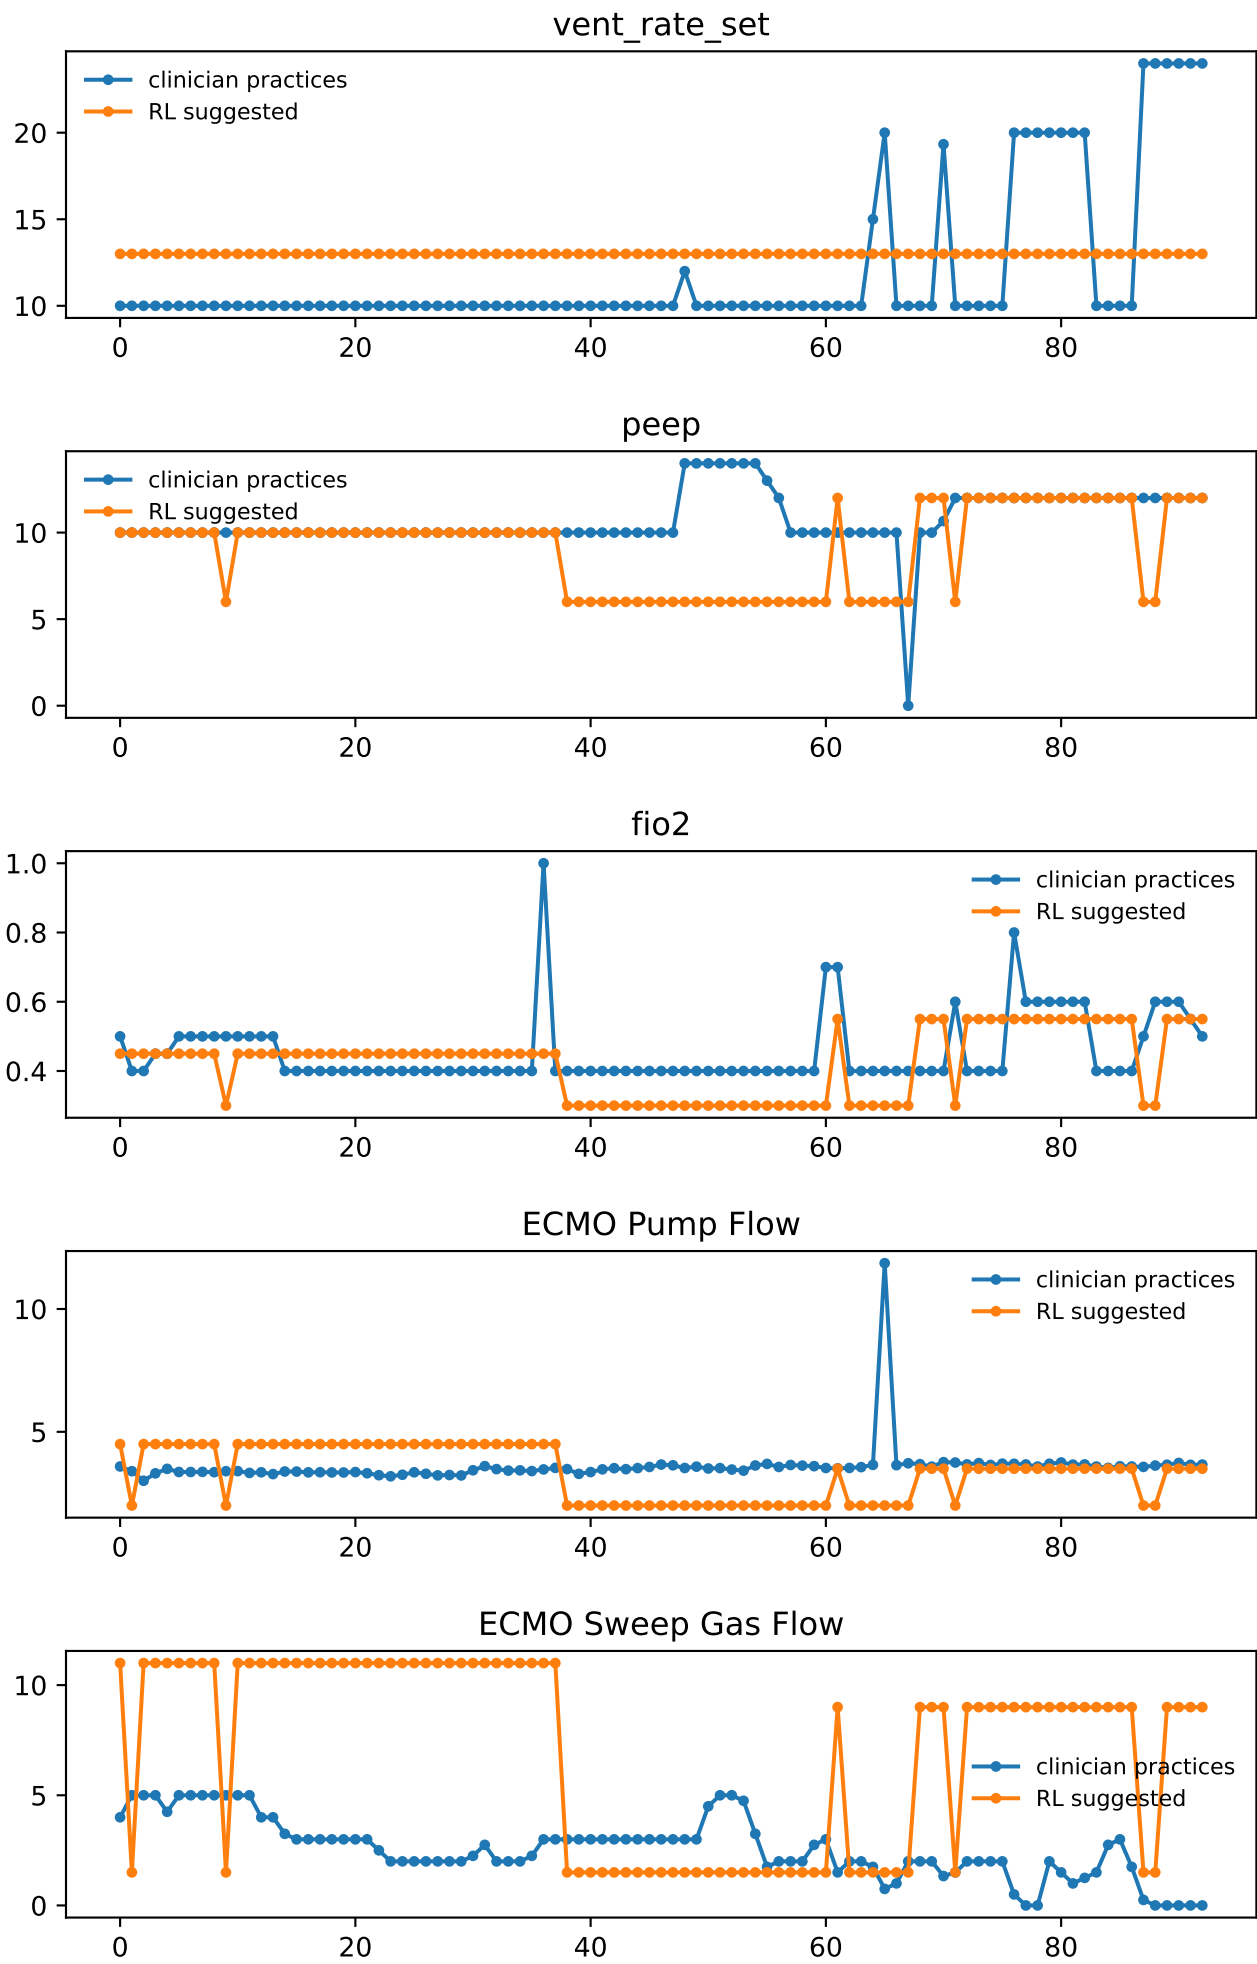 vent_rate_set
clinician practices
RL suggested
20
15
10
0 20 40 60 80
peep
clinician practices
RL suggested
10
5
0
0 20 40 60 80
fio2
clinician practices
RL suggested
1.0
0.8
0.6
0.4
0 20 40 60 80
ECMO Pump Flow
clinician practices
RL suggested
10
5
0 20 40 60 80
ECMO Sweep Gas Flow
clinician practices
RL suggested
10
5
0
0 20 40 60 80